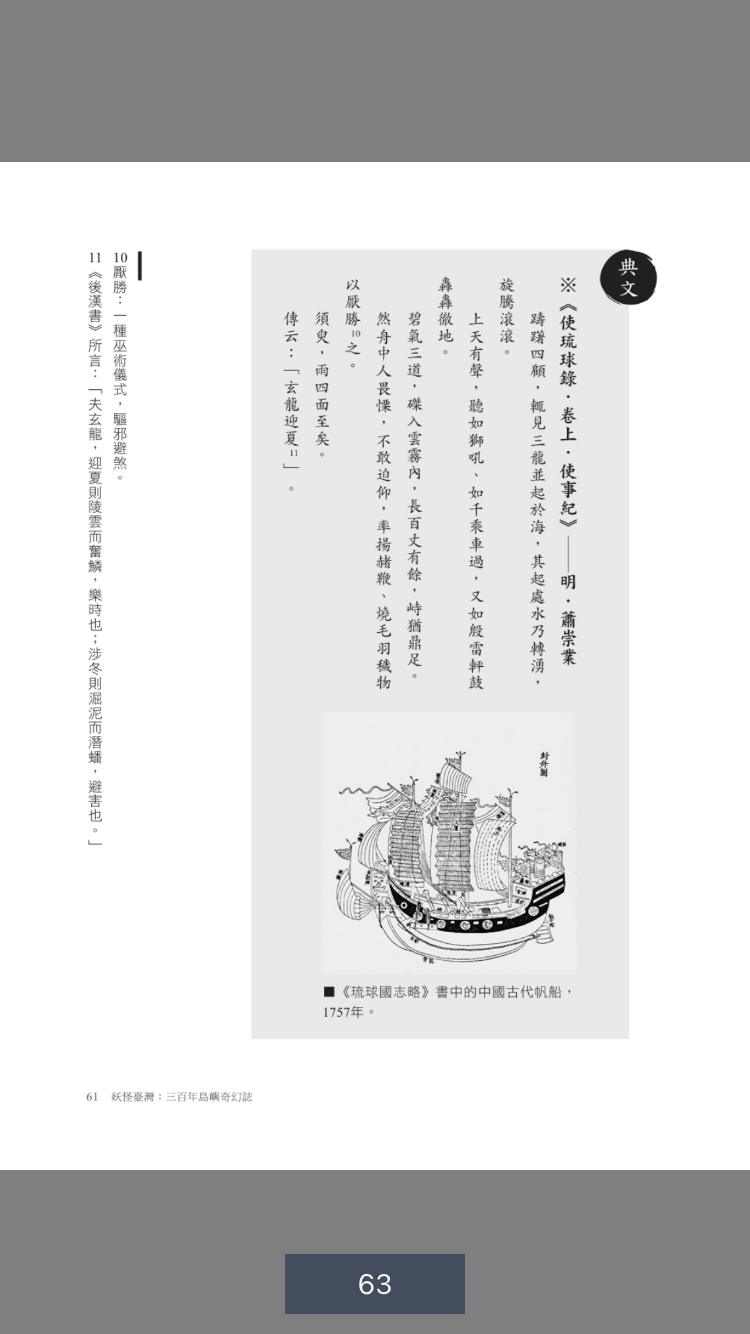 典文
※《使琉球錄．卷上．使事紀》——明．蕭崇業
躊躇四顧，輒見三龍並起於海，其起處水乃轉湧，
旋騰滾滾。
上天有聲，聽如獅吼、如千乘車過，又如殷雷軒鼓
轟轟徹地。
碧氣三道，磔入雲霧內，長百丈有餘，峙猶鼎足。
然舟中人畏慄，不敢迫仰，率揚赭鞭、燒毛羽穢物
以厭勝10之。
須臾，雨四面至矣。
傳云：「玄龍迎夏11」。
封舟圖
■《琉球國志略》書中的中國古代帆船，
1757年。
10厭勝：一種巫術儀式，驅邪避煞。
11《後漢書》所言：「夫玄龍，迎夏則陵雲而奮鱗，樂時也；涉冬則淈泥而潛蟠，避害也。」
61 妖怪臺灣：三百年島嶼奇幻誌
63